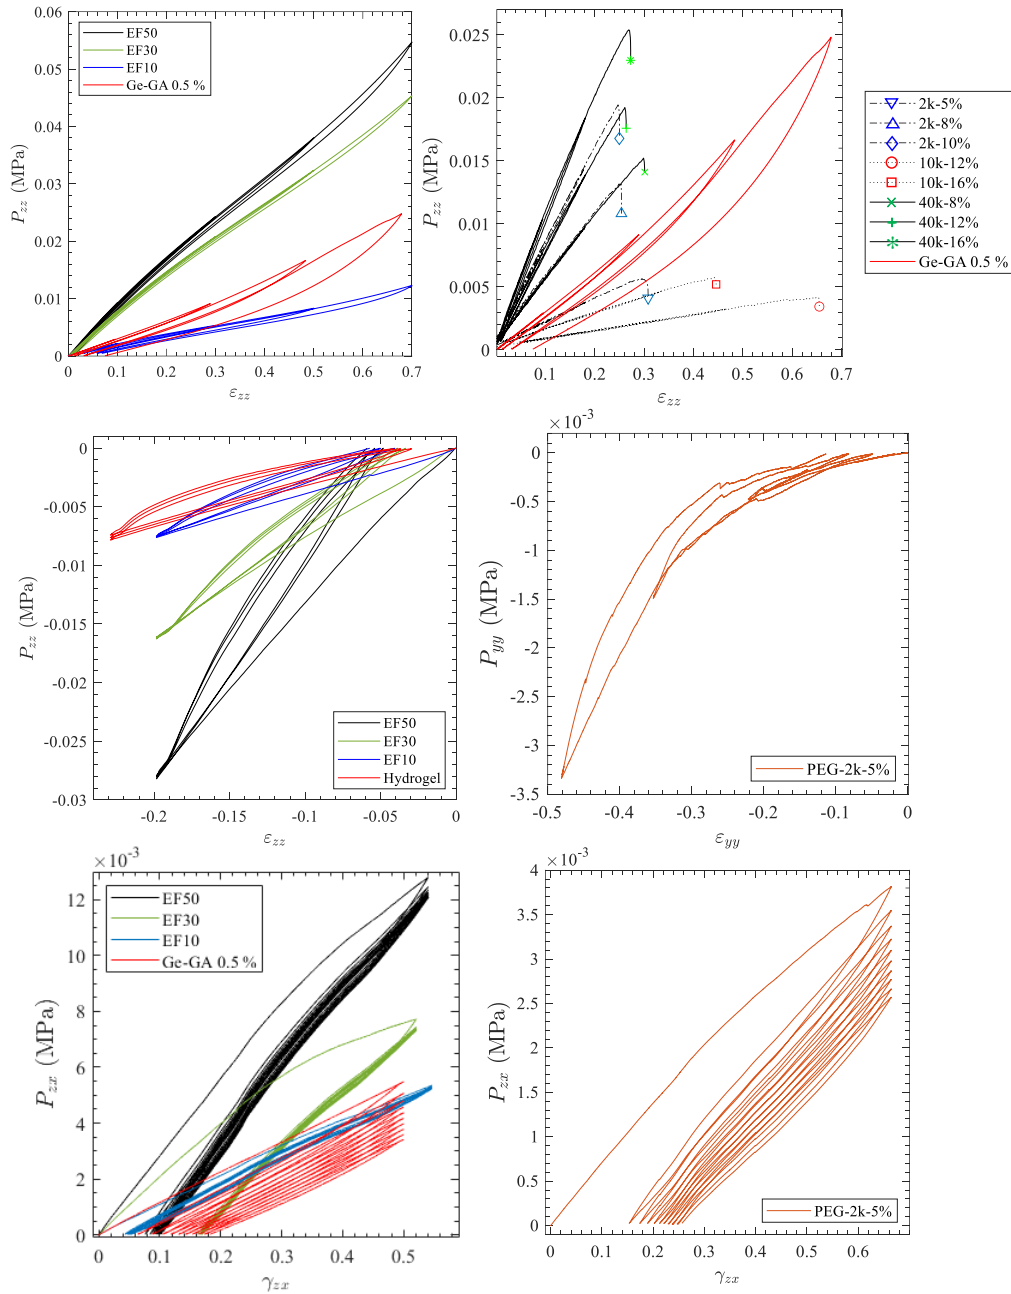 0.06
0.05
0.04
0.03
0.02
0.01
0
P_zz (MPa)
EF50
EF30
EF10
Ge-GA 0.5 %
0 0.1 0.2 0.3 0.4 0.5 0.6 0.7
ε_zz
0.025
0.02
0.015
0.01
0.005
0
P_zz (MPa)
0.1 0.2 0.3 0.4 0.5 0.6 0.7
ε_zz
2k-5%
2k-8%
2k-10%
10k-12%
10k-16%
40k-8%
40k-12%
40k-16%
Ge-GA 0.5 %
0
-0.005
-0.01
-0.015
-0.02
-0.025
-0.03
P_zz (MPa)
EF50
EF30
EF10
Hydrogel
-0.2 -0.15 -0.1 -0.05 0
ε_zz
×10⁻³
0
-0.5
-1
-1.5
-2
-2.5
-3
-3.5
P_yy (MPa)
PEG-2k-5%
-0.5 -0.4 -0.3 -0.2 -0.1 0
ε_yy
×10⁻³
12
10
8
6
4
2
0
P_zx (MPa)
EF50
EF30
EF10
Ge-GA 0.5 %
0 0.1 0.2 0.3 0.4 0.5
γ_zx
×10⁻³
4
3.5
3
2.5
2
1.5
1
0.5
0
P_zx (MPa)
PEG-2k-5%
0 0.1 0.2 0.3 0.4 0.5 0.6
γ_zx